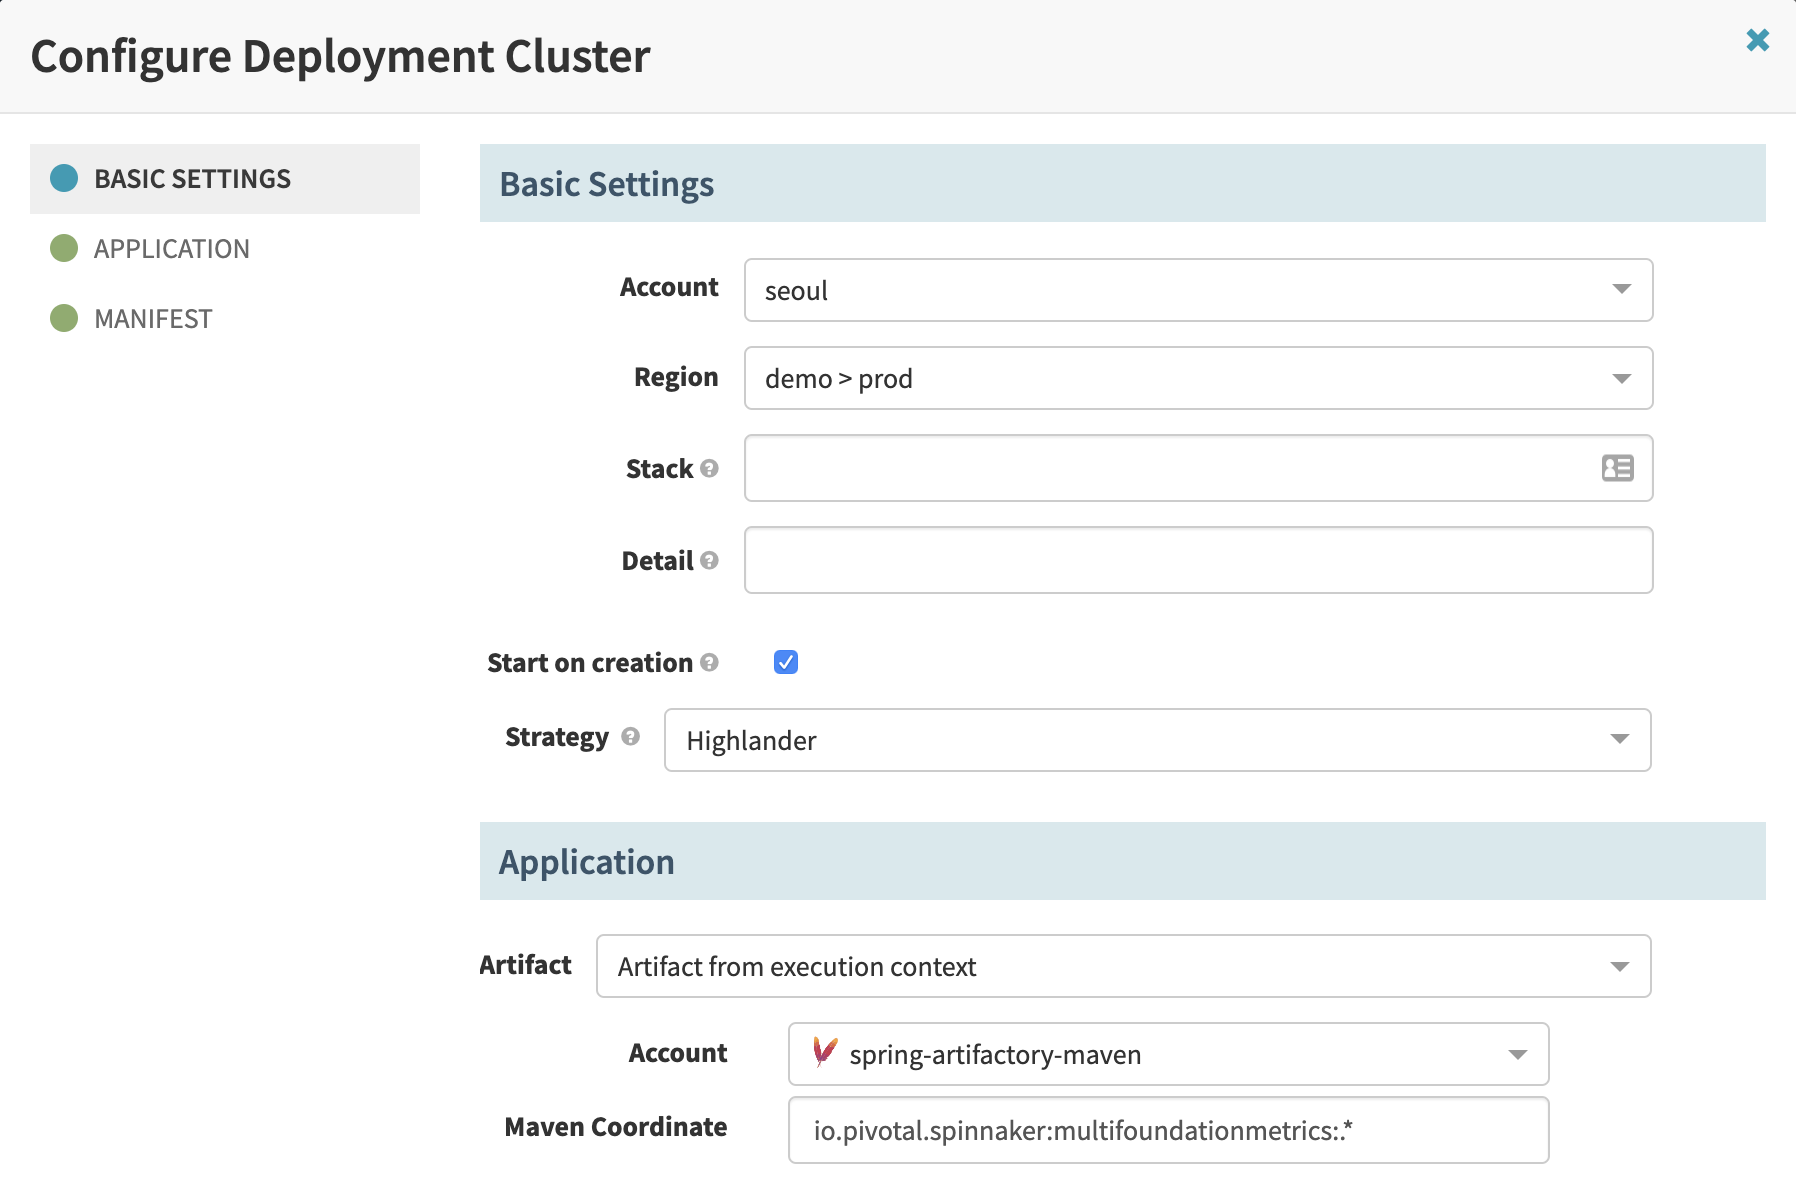 Configure Deployment Cluster
BASIC SETTINGS
APPLICATION
MANIFEST
Basic Settings
Account seoul
Region demo > prod
Stack
Detail
Start on creation
Strategy Highlander
Application
Artifact Artifact from execution context
Account spring-artifactory-maven
Maven Coordinate io.pivotal.spinnaker:multifoundationmetrics:.*